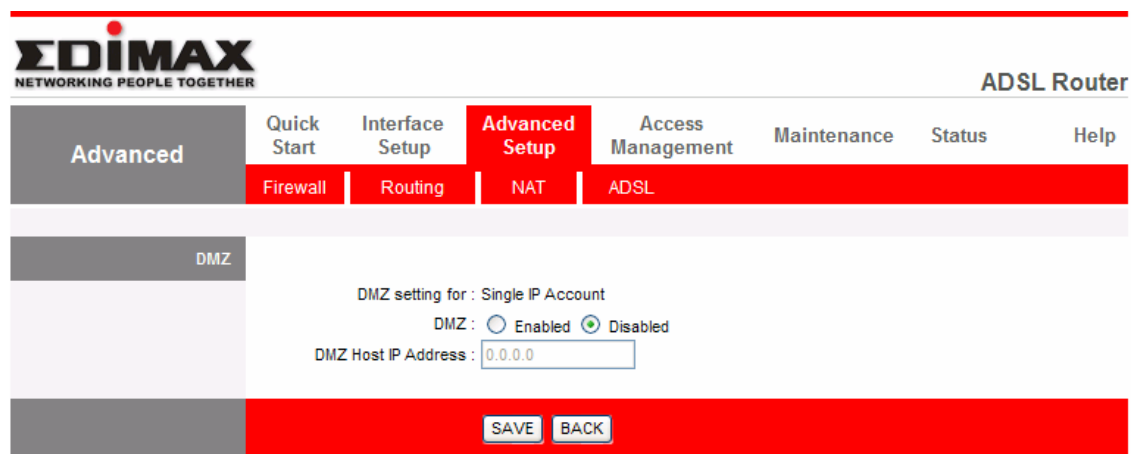 EDIMAX
NETWORKING PEOPLE TOGETHER
ADSL Router
Advanced
Quick Start
Interface Setup
Advanced Setup
Access Management
Maintenance
Status
Help
Firewall
Routing
NAT
ADSL
DMZ
DMZ setting for : Single IP Account
DMZ : Enabled Disabled
DMZ Host IP Address : 0.0.0.0
SAVE BACK